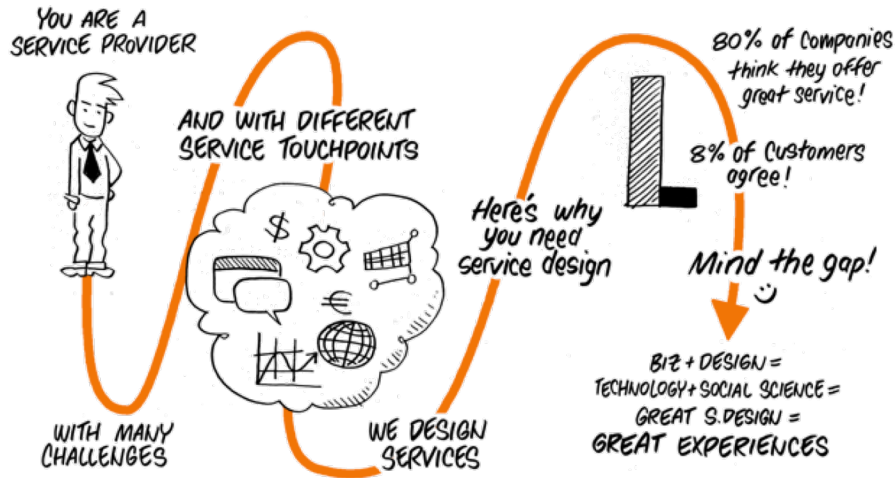 YOU ARE A
SERVICE PROVIDER
WITH MANY
CHALLENGES
AND WITH DIFFERENT
SERVICE TOUCHPOINTS
$
€
WE DESIGN
SERVICES
Here's why
you need
service design
80% of Companies
think they offer
great service!
8% of Customers
agree!
Mind the gap!
BIZ + DESIGN =
TECHNOLOGY + SOCIAL SCIENCE =
GREAT S.DESIGN =
GREAT EXPERIENCES